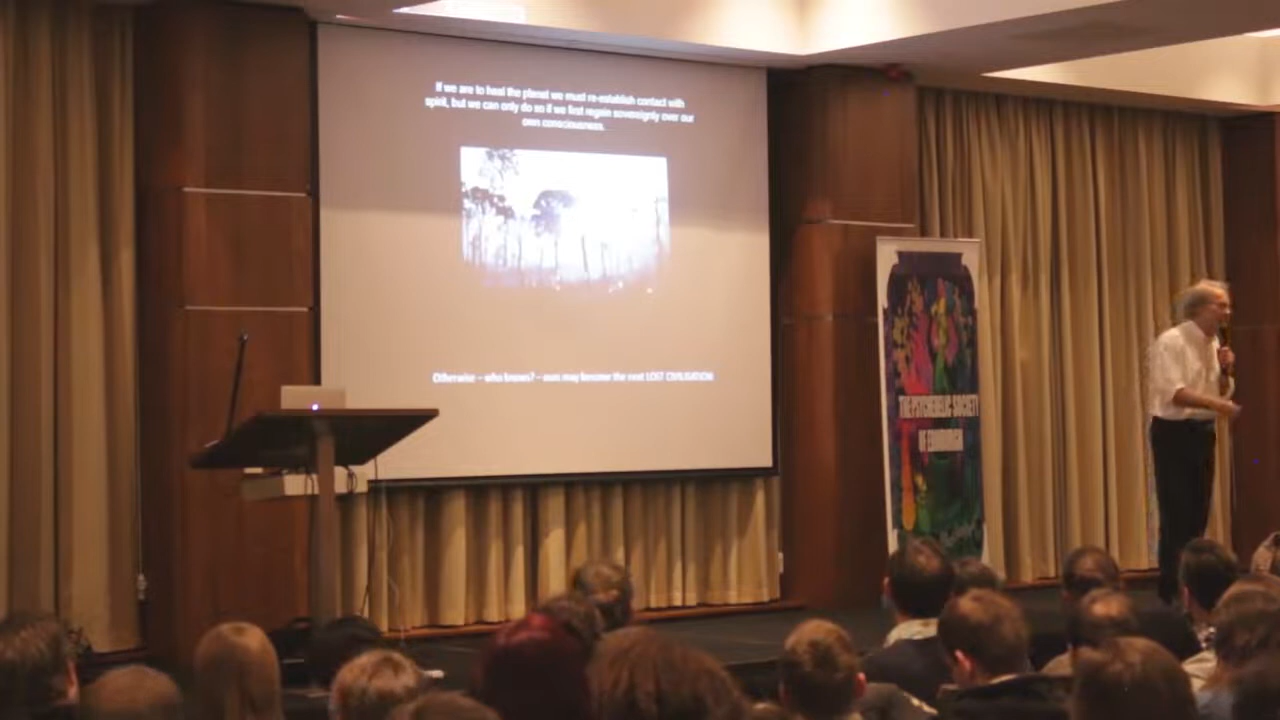 If we are to heal the planet we must re-establish contact with
spirit, but we can only do so if we first regain sovereignty over our
own consciousness.
Otherwise – who knows? – ours may become the next LOST CIVILISATION
THE PSYCHEDELIC SOCIETY
OF EDINBURGH